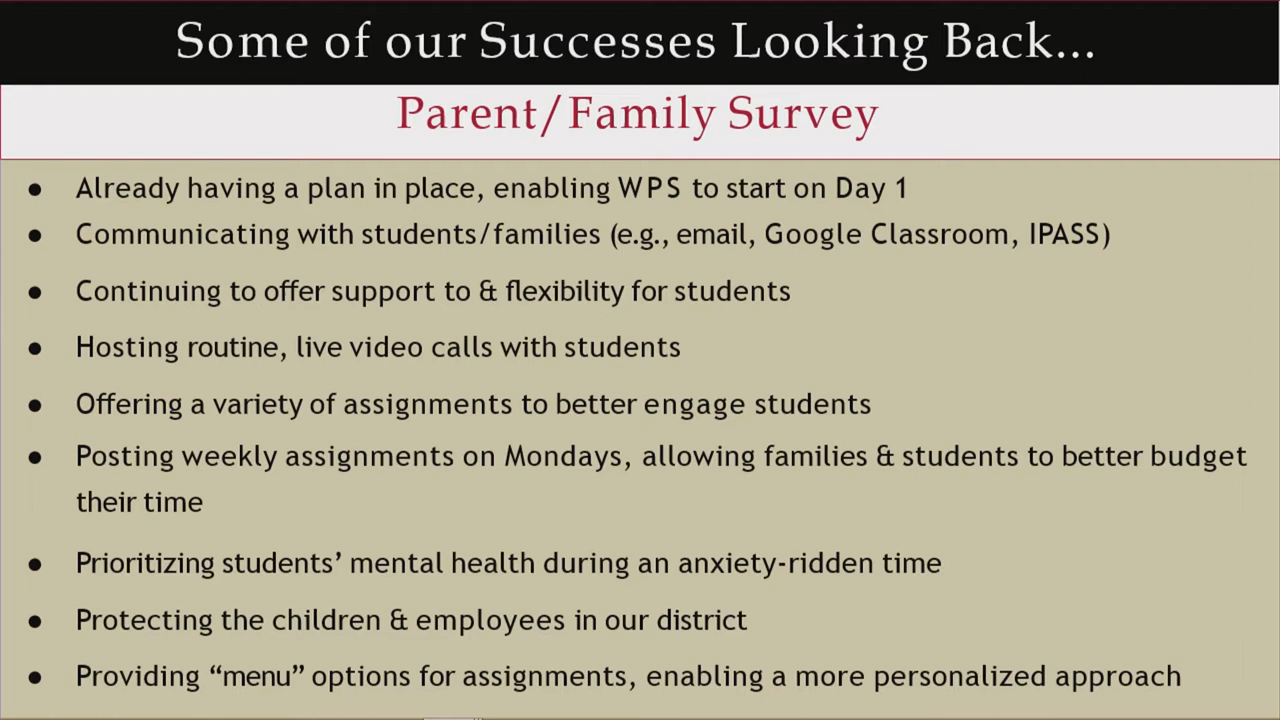 Some of our Successes Looking Back...
Parent/Family Survey
● Already having a plan in place, enabling WPS to start on Day 1
● Communicating with students/families (e.g., email, Google Classroom, IPASS)
● Continuing to offer support to & flexibility for students
● Hosting routine, live video calls with students
● Offering a variety of assignments to better engage students
● Posting weekly assignments on Mondays, allowing families & students to better budget
their time
● Prioritizing students’ mental health during an anxiety-ridden time
● Protecting the children & employees in our district
● Providing “menu” options for assignments, enabling a more personalized approach